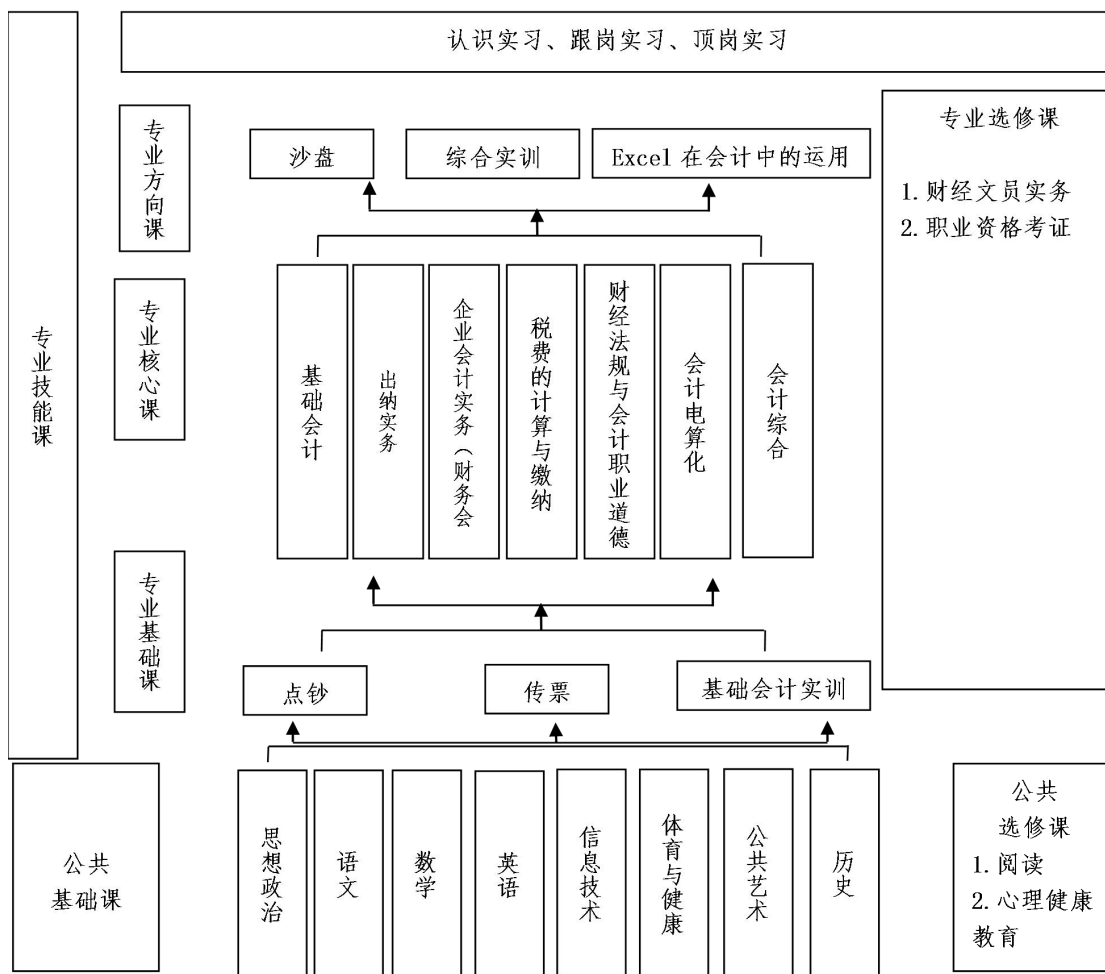 认识实习、跟岗实习、顶岗实习
专业技能课
专业方向课
沙盘
综合实训
Excel 在会计中的运用
专业选修课
1. 财经文员实务
2. 职业资格考证
专业核心课
基础会计
出纳实务
企业会计实务（财务会
税费的计算与缴纳
财经法规与会计职业道德
会计电算化
会计综合
专业基础课
点钞
传票
基础会计实训
公共
基础课
思想政治
语文
数学
英语
信息技术
体育与健康
公共艺术
历史
公共
选修课
1. 阅读
2. 心理健康
教育